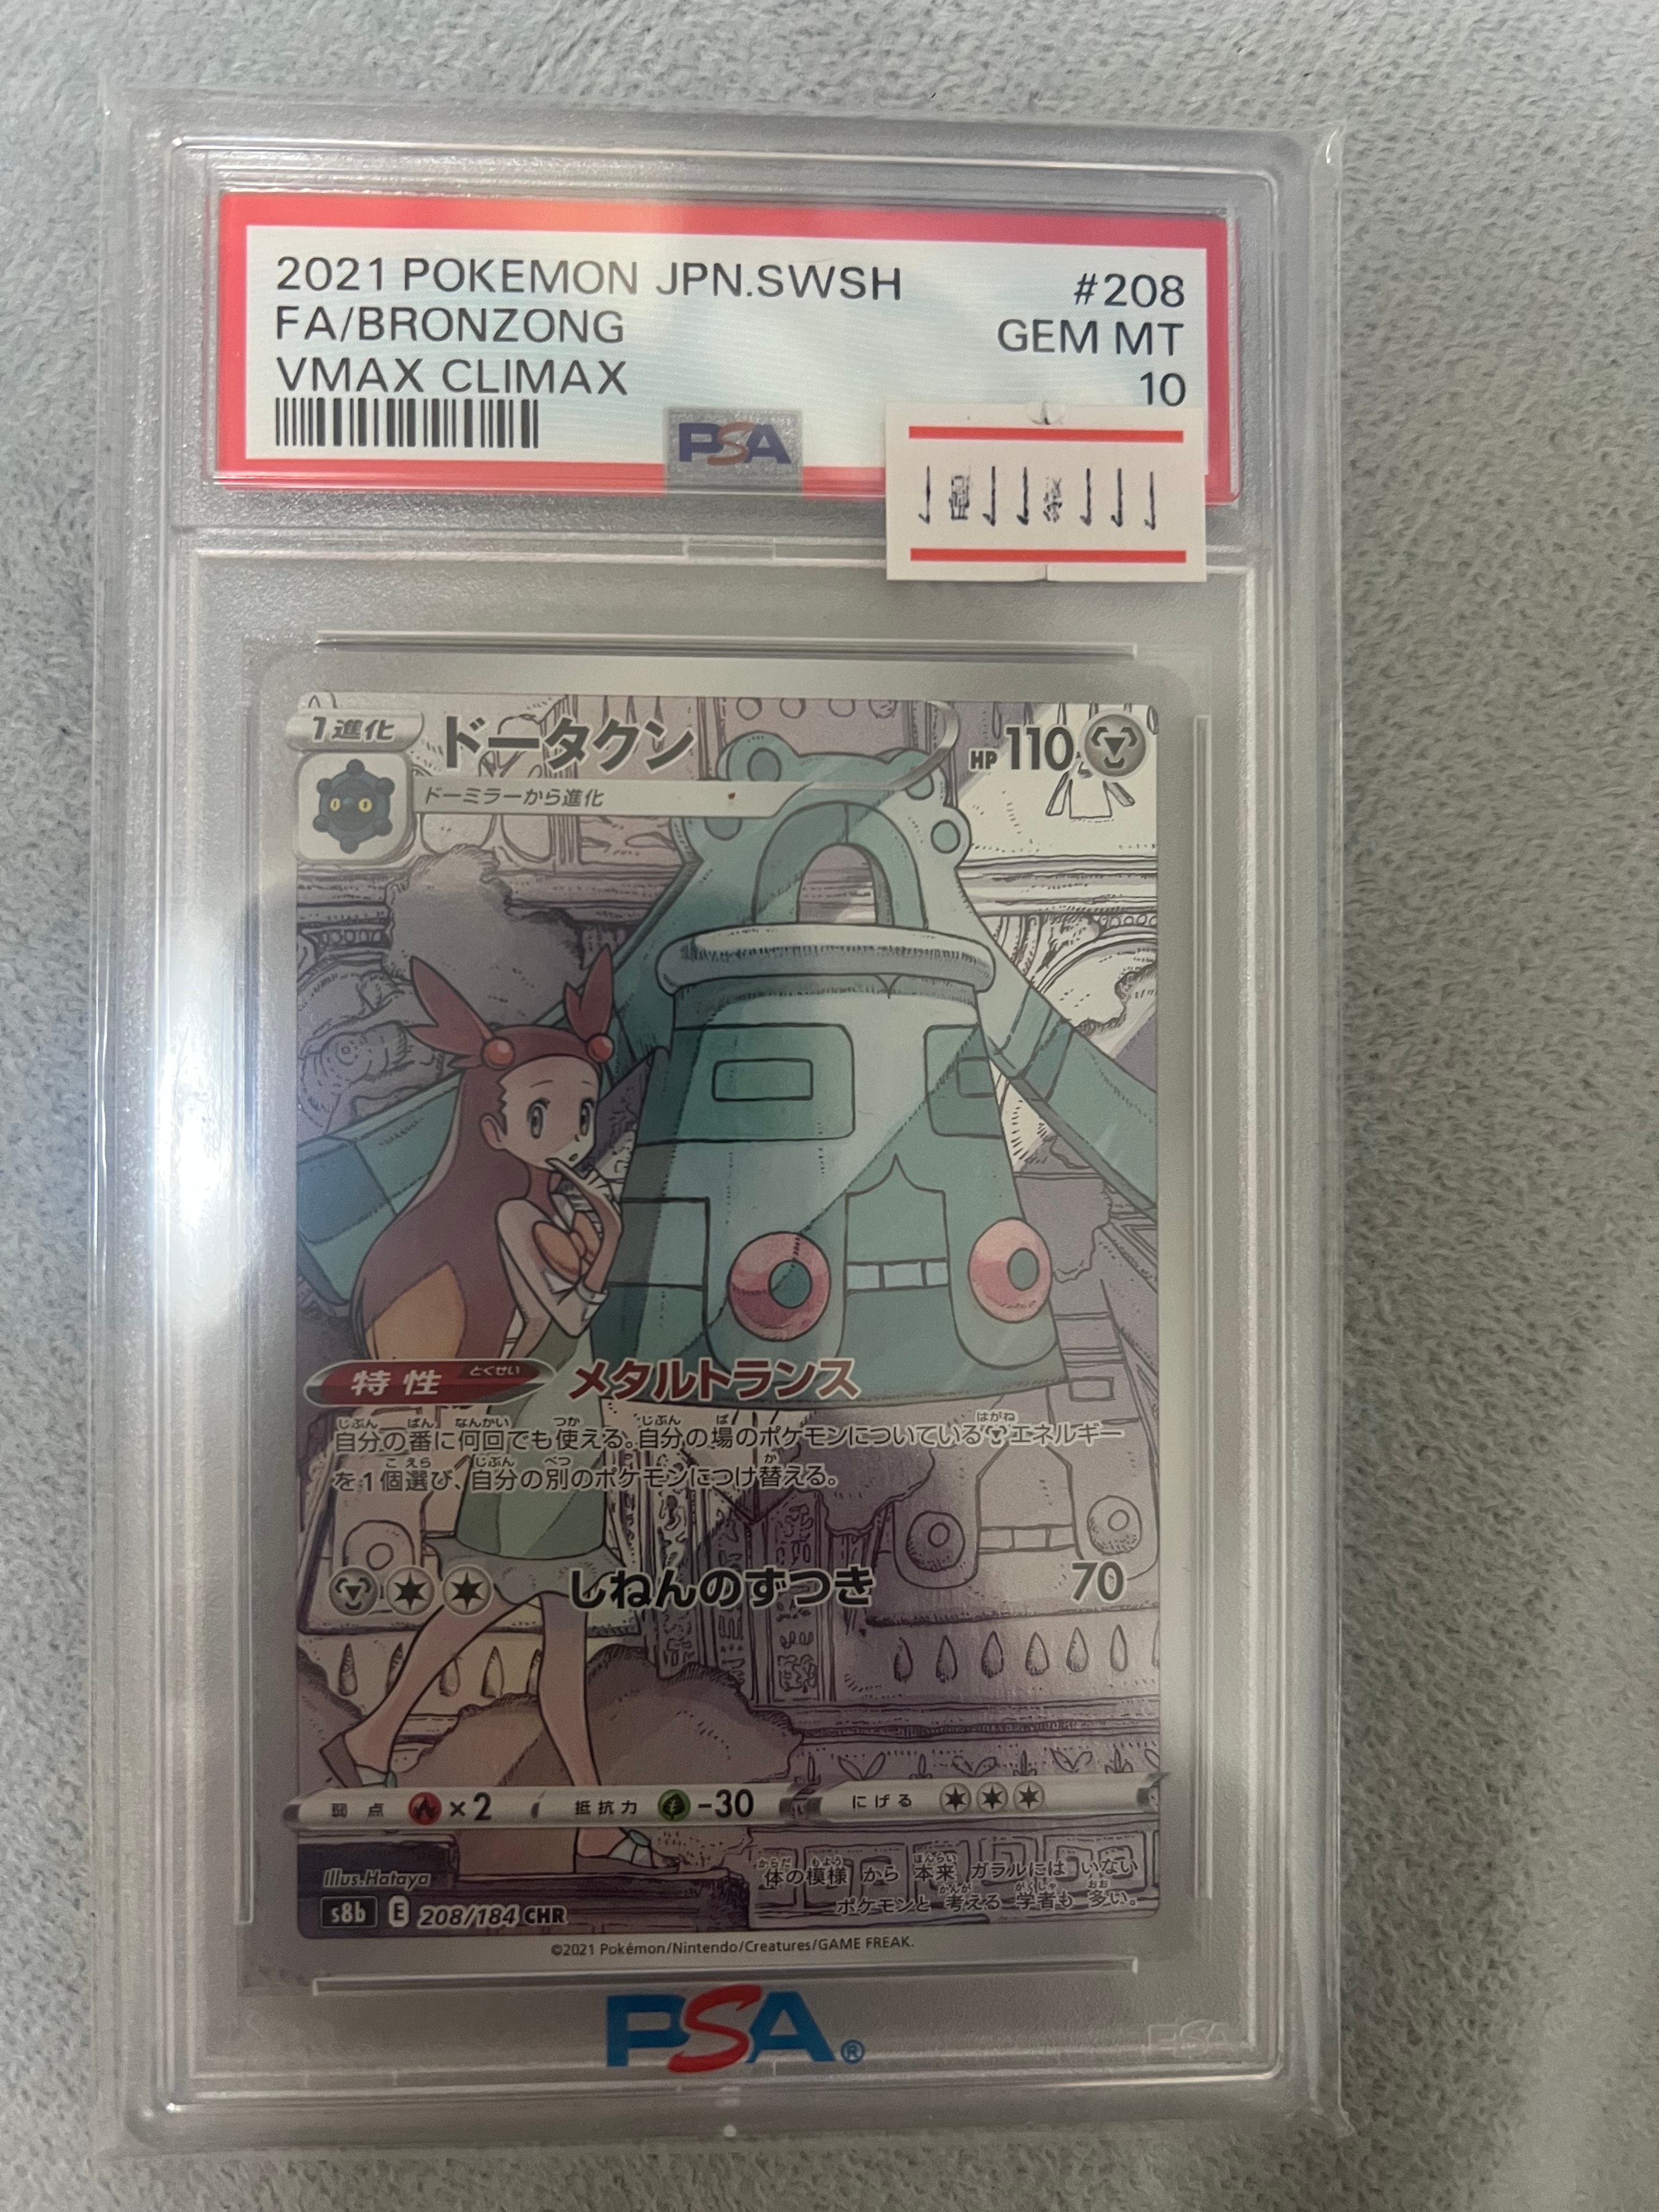 2021 POKEMON JPN.SWSH #208
FA/BRONZONG GEM MT
VMAX CLIMAX 10
PSA
1進化 ドータクン HP 110
ドーミラーから進化
特性 とくせい メタルトランス
じぶん ばん なんかい つか じぶん ば はがね
自分の番に何回でも使える。自分の場のポケモンについているエネルギー
こ えら じぶん べつ か
を1個選び、自分の別のポケモンにつけ替える。
しねんのずつき 70
弱点 ×2 抵抗力 -30 にげる
Illus.Hataya
からだ もよう ほんらい
体の模様 から 本来 ガラルには いない
かんが がくしゃ おお
ポケモンと 考える 学者も 多い。
s8b E 208/184 CHR
©2021 Pokémon/Nintendo/Creatures/GAME FREAK.
PSA®
PSA